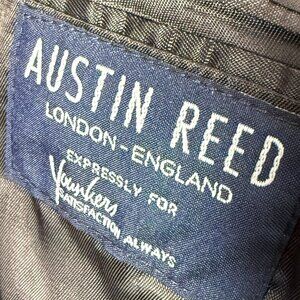 AUSTIN REED
LONDON-ENGLAND
EXPRESSLY FOR
Younkers
SATISFACTION ALWAYS